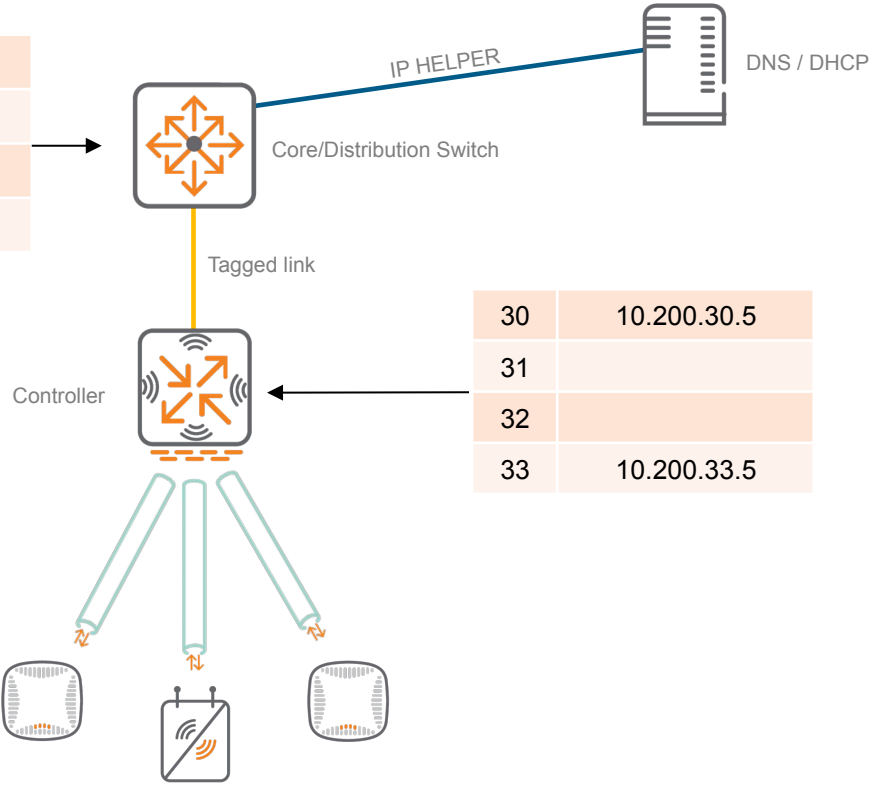 IP HELPER
DNS / DHCP
Core/Distribution Switch
Tagged link
30 10.200.30.5
31
32
33 10.200.33.5
Controller